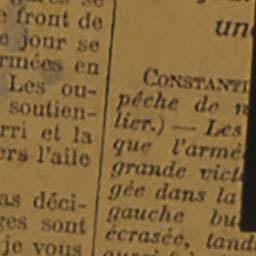 front de
jour se
rmées en
Les ou-
soutien-
rri et la
ers l'aile
as déci-
ges sont
je vous
un
CONSTANTI
pêche de
lier.) — Les
que l'armé
grande vict
gée dans la
gauche bu
écrasée, tand